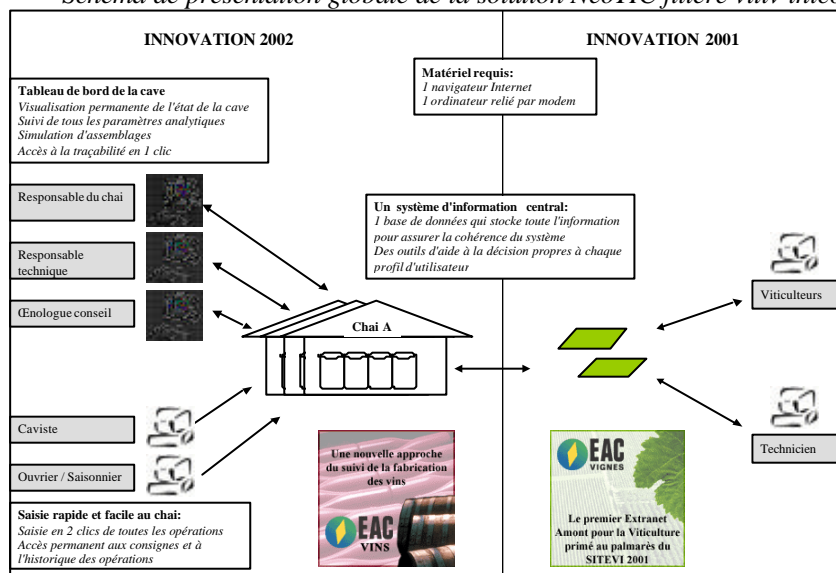 Schéma de présentation globale de la solution NeoTIC filière vitiv
INNOVATION 2002
INNOVATION 2001
Tableau de bord de la cave
Visualisation permanente de l'état de la cave
Suivi de tous les paramètres analytiques
Simulation d'assemblages
Accès à la traçabilité en 1 clic
Matériel requis:
1 navigateur Internet
1 ordinateur relié par modem
Responsable du chai
Responsable
technique
Œnologue conseil
Un système d'information central:
1 base de données qui stocke toute l'information
pour assurer la cohérence du système
Des outils d'aide à la décision propres à chaque
profil d'utilisateur
Viticulteurs
Chai A
Caviste
Ouvrier / Saisonnier
Technicien
Une nouvelle approche
du suivi de la fabrication
des vins
EAC
VINS
EAC
VIGNES
Le premier Extranet
Amont pour la Viticulture
primé au palmarès du
SITEVI 2001
Saisie rapide et facile au chai:
Saisie en 2 clics de toutes les opérations
Accès permanent aux consignes et à
l'historique des opérations